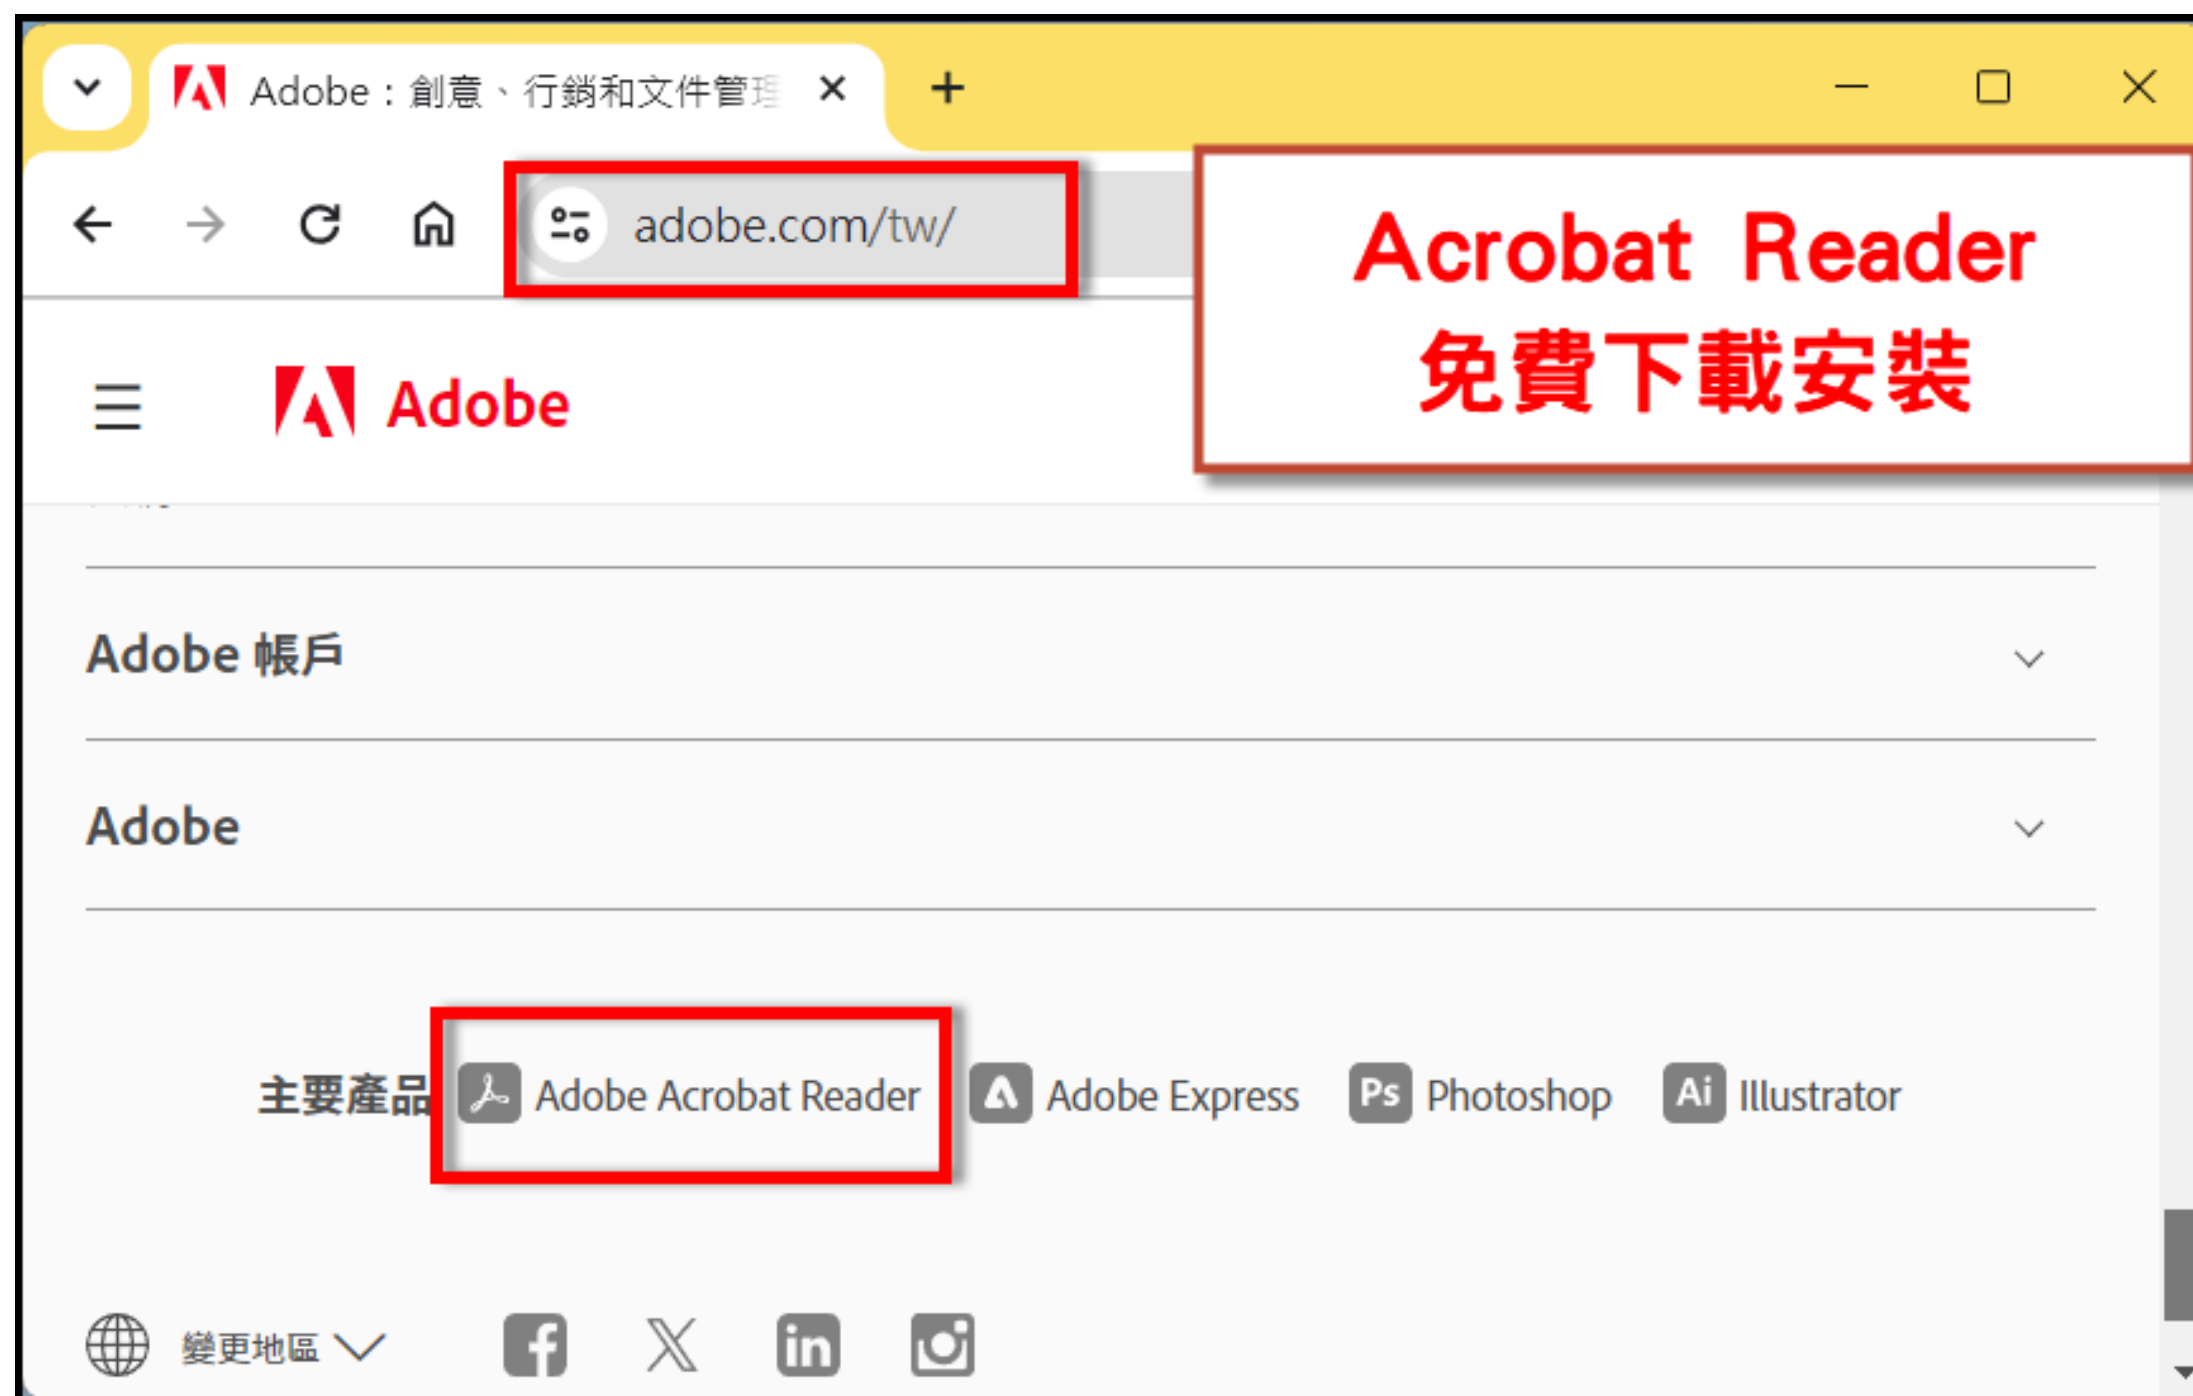 Adobe：創意、行銷和文件管理
adobe.com/tw/
Acrobat Reader
免費下載安裝
Adobe
Adobe 帳戶
Adobe
主要產品 Adobe Acrobat Reader Adobe Express Ps Photoshop Ai Illustrator
變更地區